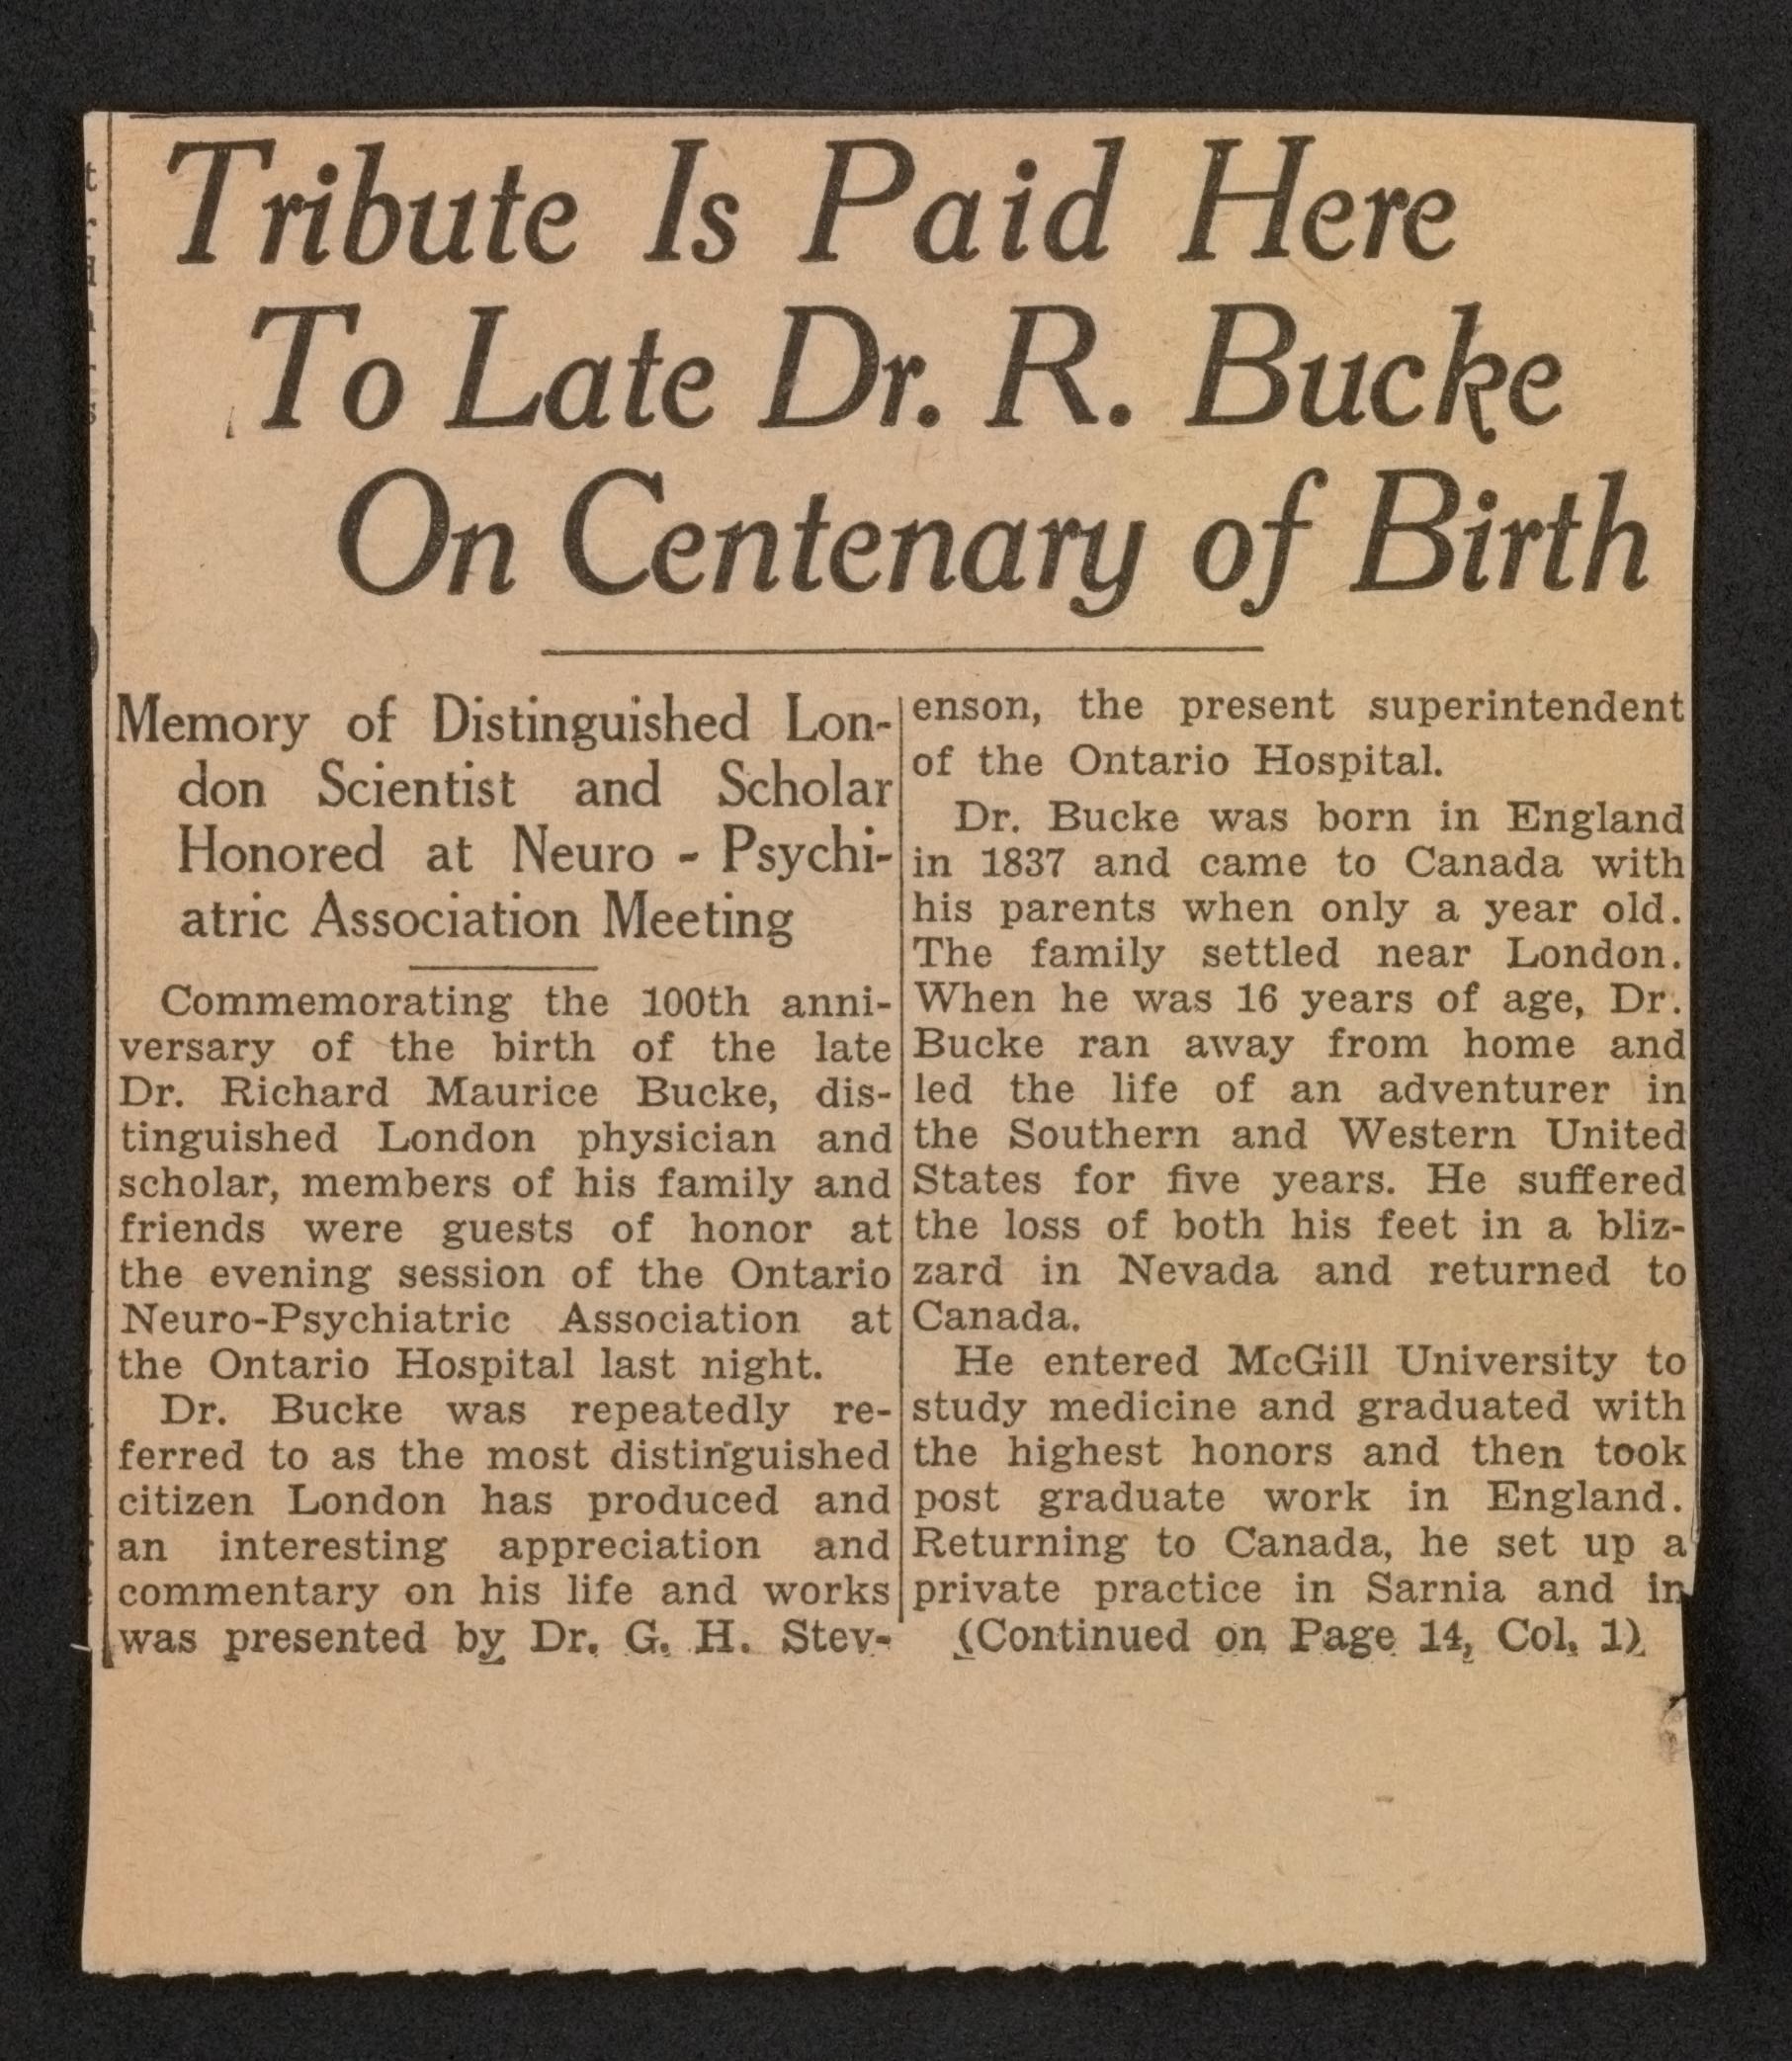 Tribute Is Paid Here
To Late Dr. R. Bucke
On Centenary of Birth
Memory of Distinguished Lon-
don Scientist and Scholar
Honored at Neuro - Psychi-
atric Association Meeting
Commemorating the 100th anni-
versary of the birth of the late
Dr. Richard Maurice Bucke, dis-
tinguished London physician and
scholar, members of his family and
friends were guests of honor at
the evening session of the Ontario
Neuro-Psychiatric Association at
the Ontario Hospital last night.
Dr. Bucke was repeatedly re-
ferred to as the most distinguished
citizen London has produced and
an interesting appreciation and
commentary on his life and works
was presented by Dr. G. H. Stev-
enson, the present superintendent
of the Ontario Hospital.
Dr. Bucke was born in England
in 1837 and came to Canada with
his parents when only a year old.
The family settled near London.
When he was 16 years of age, Dr.
Bucke ran away from home and
led the life of an adventurer in
the Southern and Western United
States for five years. He suffered
the loss of both his feet in a bliz-
zard in Nevada and returned to
Canada.
He entered McGill University to
study medicine and graduated with
the highest honors and then took
post graduate work in England.
Returning to Canada, he set up a
private practice in Sarnia and in
(Continued on Page 14, Col. 1)